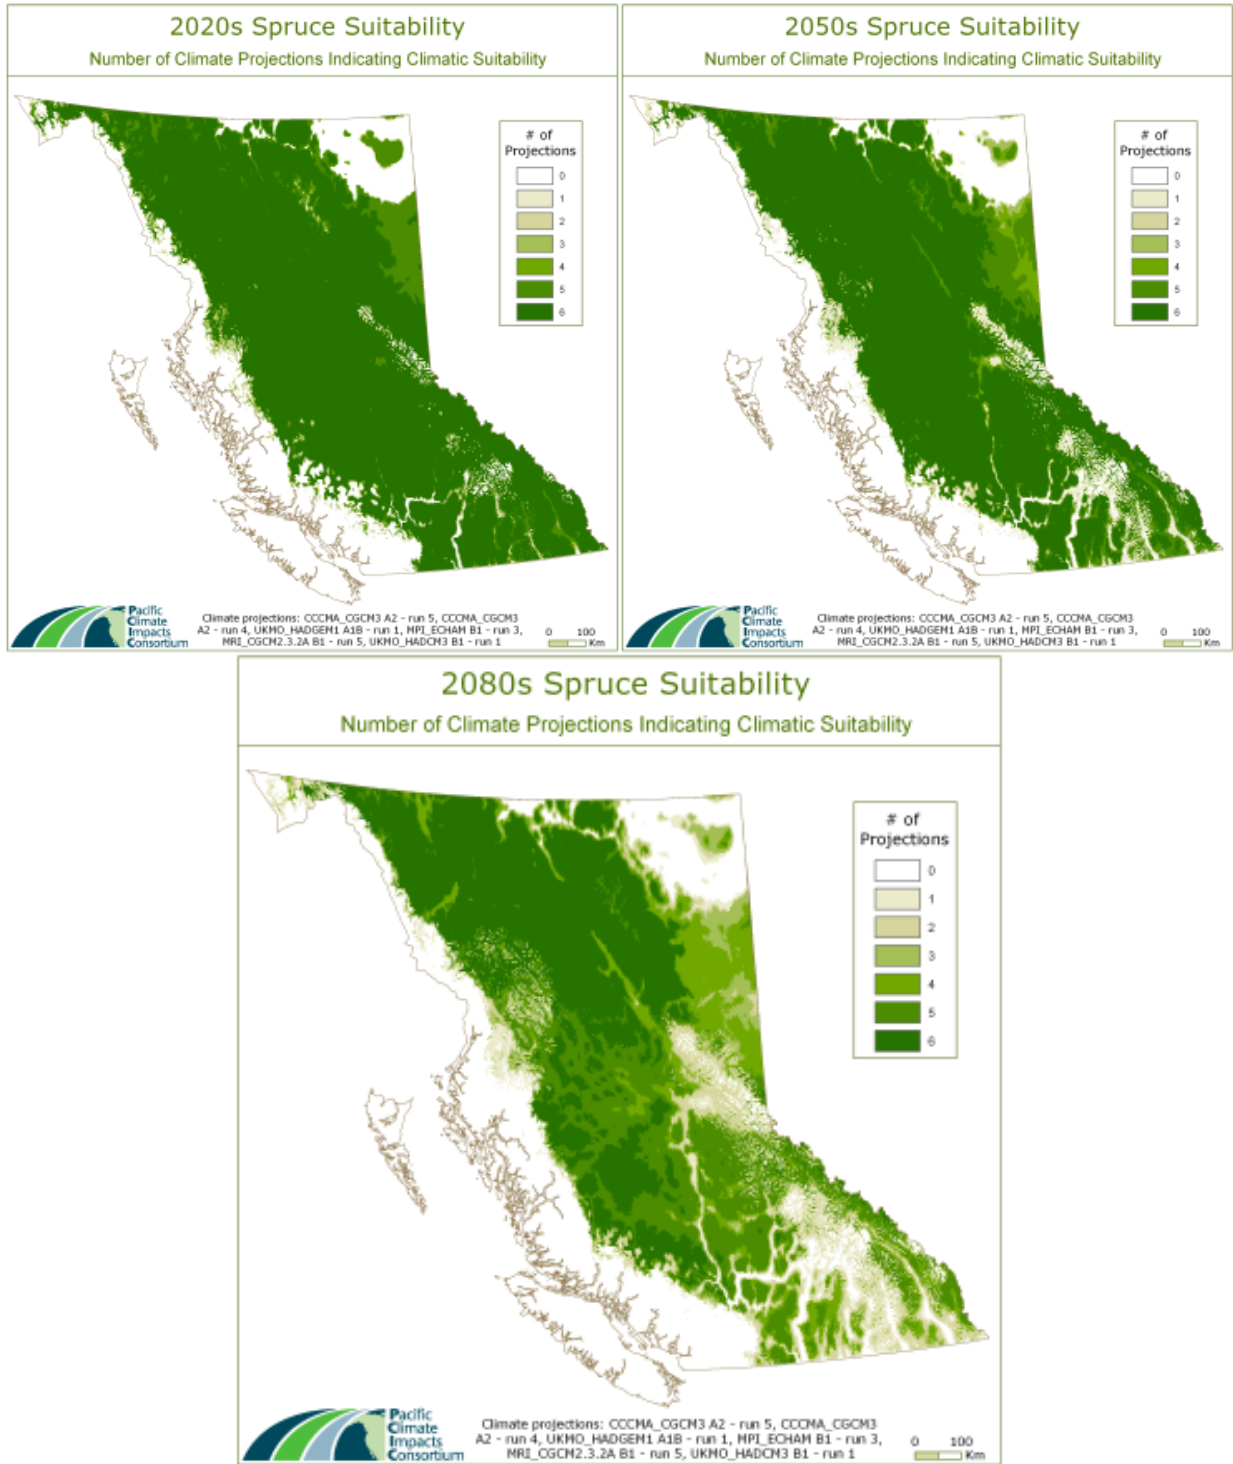 2020s Spruce Suitability
Number of Climate Projections Indicating Climatic Suitability
# of
Projections
0
1
2
3
4
5
6
Pacific
Climate
Impacts
Consortium
Climate projections: CCCMA_CGCM3 A2 - run 5, CCCMA_CGCM3
A2 - run 4, UKMO_HADGEM1 A1B - run 1, MPI_ECHAM B1 - run 3,
MRI_CGCM2.3.2A B1 - run 5, UKMO_HADCM3 B1 - run 1
0 100
Km
2050s Spruce Suitability
Number of Climate Projections Indicating Climatic Suitability
# of
Projections
0
1
2
3
4
5
6
Pacific
Climate
Impacts
Consortium
Climate projections: CCCMA_CGCM3 A2 - run 5, CCCMA_CGCM3
A2 - run 4, UKMO_HADGEM1 A1B - run 1, MPI_ECHAM B1 - run 3,
MRI_CGCM2.3.2A B1 - run 5, UKMO_HADCM3 B1 - run 1
0 100
Km
2080s Spruce Suitability
Number of Climate Projections Indicating Climatic Suitability
# of
Projections
0
1
2
3
4
5
6
Pacific
Climate
Impacts
Consortium
Climate projections: CCCMA_CGCM3 A2 - run 5, CCCMA_CGCM3
A2 - run 4, UKMO_HADGEM1 A1B - run 1, MPI_ECHAM B1 - run 3,
MRI_CGCM2.3.2A B1 - run 5, UKMO_HADCM3 B1 - run 1
0 100
Km